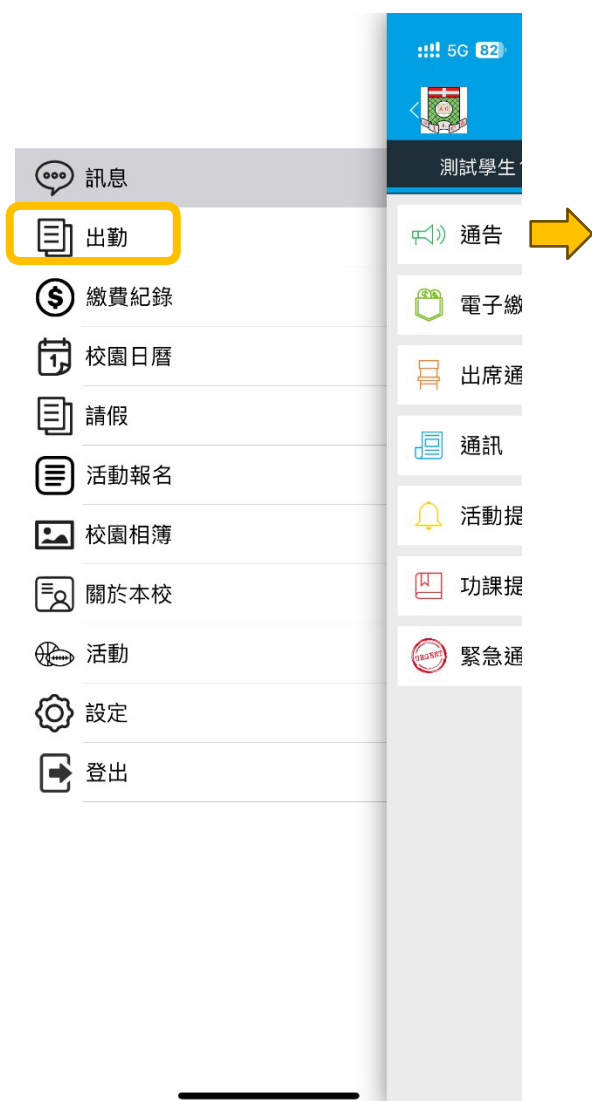 5G 82
測試學生
訊息
出勤
繳費紀錄
校園日曆
請假
活動報名
校園相簿
關於本校
活動
設定
登出
通告
電子繳
出席通
通訊
活動提
功課提
URGENT
緊急通